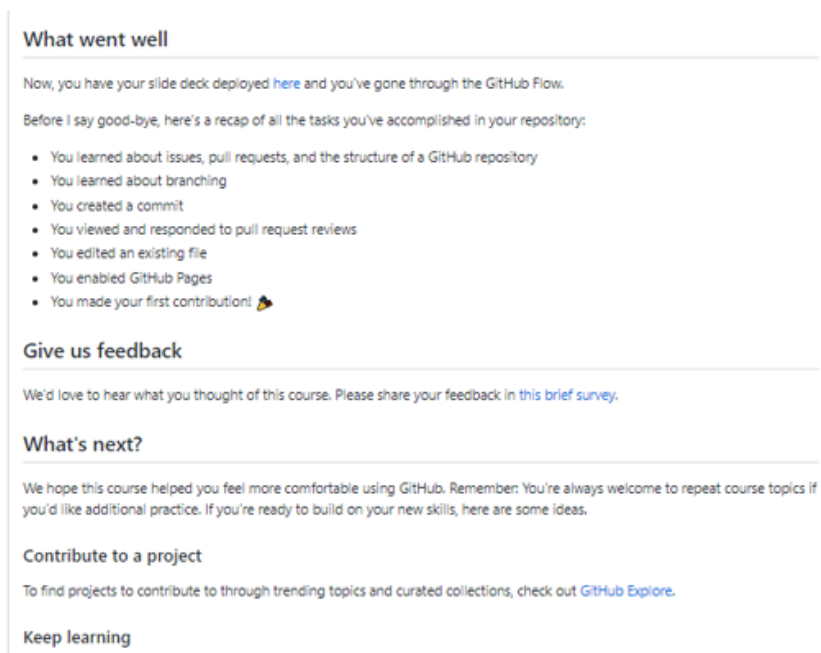 What went well
Now, you have your slide deck deployed here and you've gone through the GitHub Flow.
Before I say good-bye, here's a recap of all the tasks you've accomplished in your repository:
• You learned about issues, pull requests, and the structure of a GitHub repository
• You learned about branching
• You created a commit
• You viewed and responded to pull request reviews
• You edited an existing file
• You enabled GitHub Pages
• You made your first contribution! 🎉
Give us feedback
We'd love to hear what you thought of this course. Please share your feedback in this brief survey.
What's next?
We hope this course helped you feel more comfortable using GitHub. Remember: You're always welcome to repeat course topics if
you'd like additional practice. If you're ready to build on your new skills, here are some ideas.
Contribute to a project
To find projects to contribute to through trending topics and curated collections, check out GitHub Explore.
Keep learning